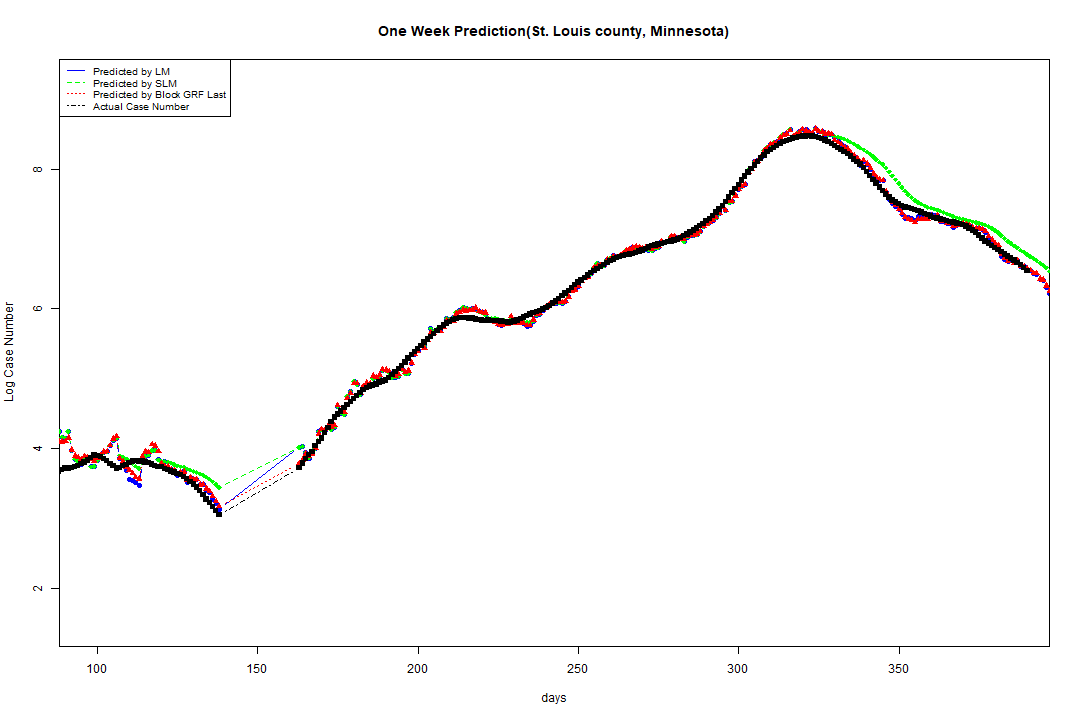 One Week Prediction(St. Louis county, Minnesota)
Predicted by LM
Predicted by SLM
Predicted by Block GRF Last
Actual Case Number
8
6
4
2
Log Case Number
100 150 200 250 300 350
days